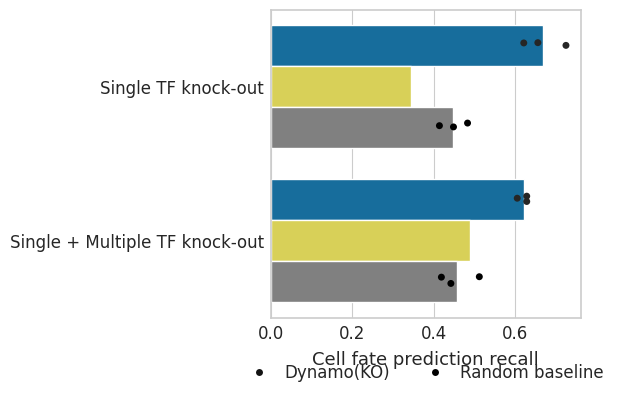 Single TF knock-out
Single + Multiple TF knock-out
0.0 0.2 0.4 0.6
Cell fate prediction recall
Dynamo(KO) Random baseline